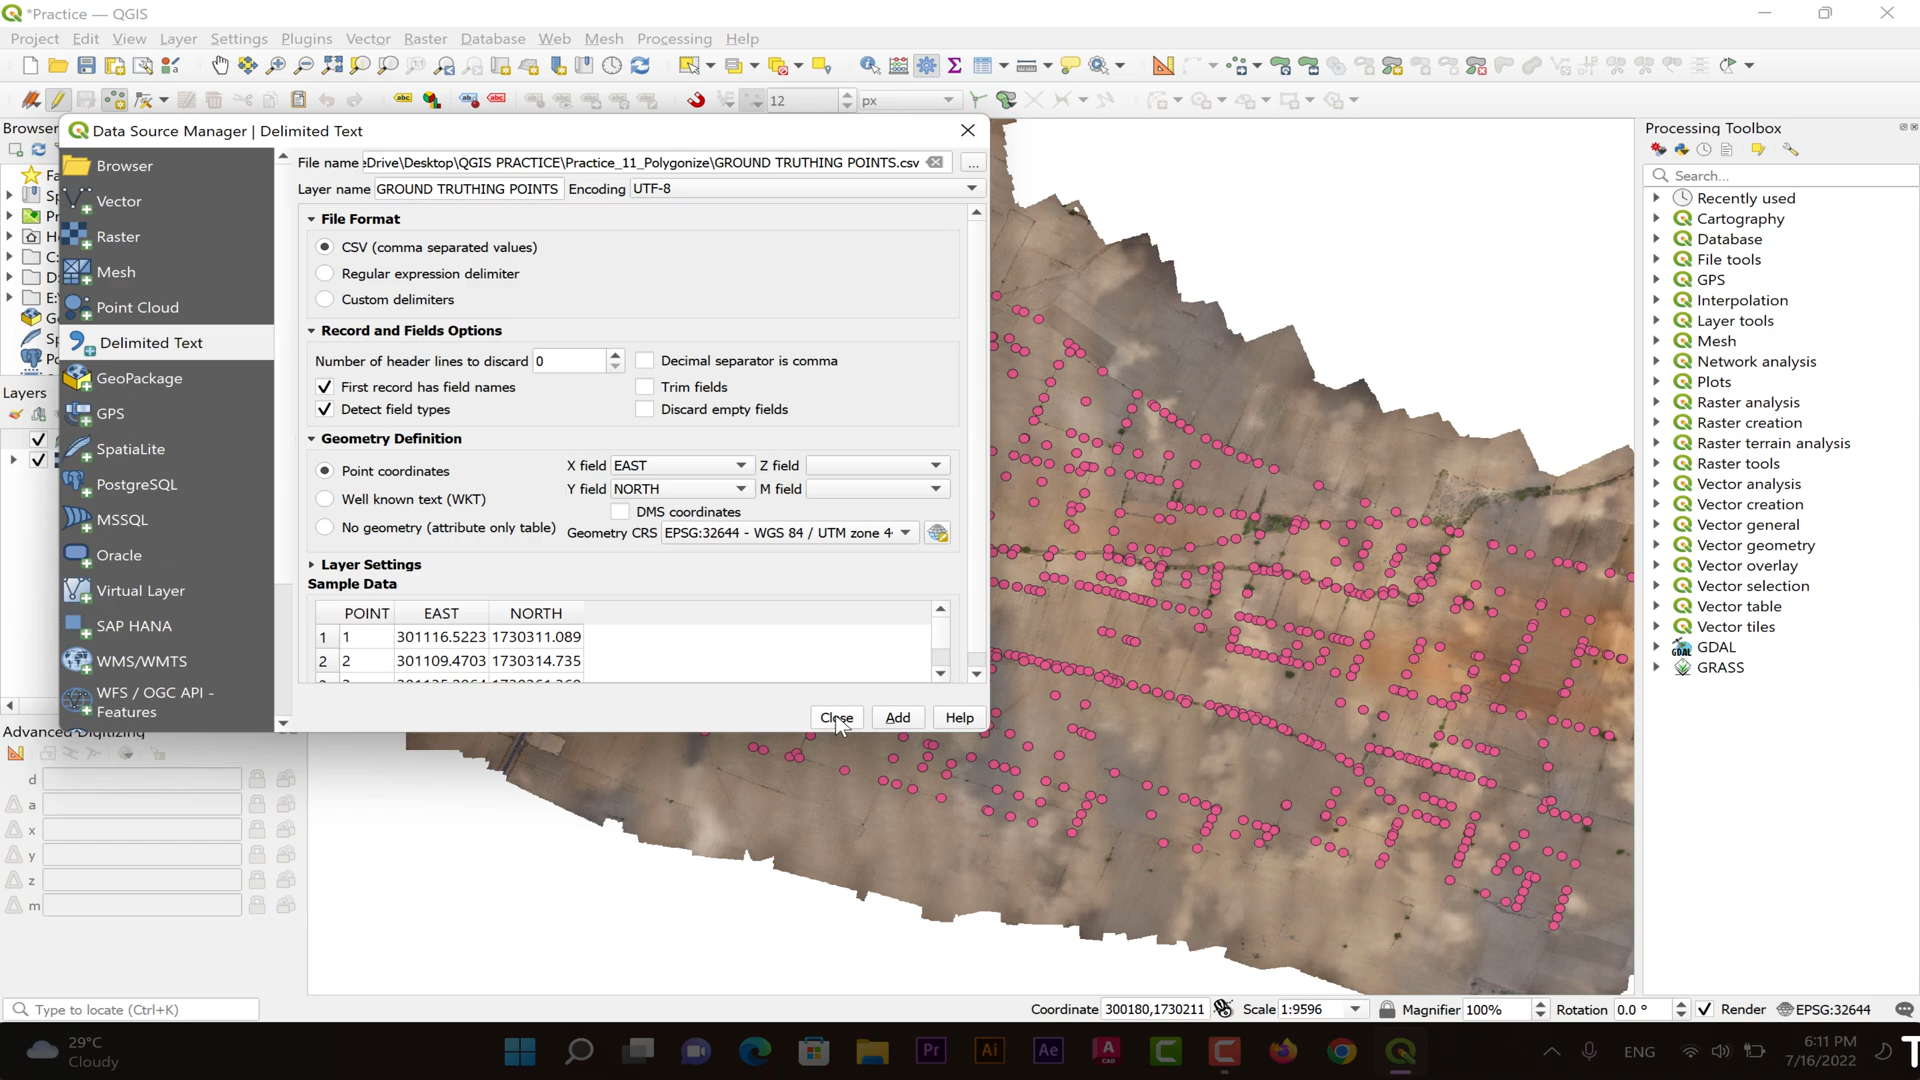 *Practice — QGIS
Project Edit View Layer Settings Plugins Vector Raster Database Web Mesh Processing Help
12 px
Browser
Data Source Manager | Delimited Text
Browser
Vector
Raster
Mesh
Point Cloud
Delimited Text
GeoPackage
GPS
SpatiaLite
PostgreSQL
MSSQL
Oracle
Virtual Layer
SAP HANA
WMS/WMTS
WFS / OGC API -
Features
File name :Drive\Desktop\QGIS PRACTICE\Practice_11_Polygonize\GROUND TRUTHING POINTS.csv ...
Layer name GROUND TRUTHING POINTS Encoding UTF-8
File Format
CSV (comma separated values)
Regular expression delimiter
Custom delimiters
Record and Fields Options
Number of header lines to discard 0 Decimal separator is comma
First record has field names Trim fields
Detect field types Discard empty fields
Geometry Definition
Point coordinates X field EAST Z field
Well known text (WKT) Y field NORTH M field
DMS coordinates
No geometry (attribute only table) Geometry CRS EPSG:32644 - WGS 84 / UTM zone 4
Layer Settings
Sample Data
POINT EAST NORTH
1 1 301116.5223 1730311.089
2 2 301109.4703 1730314.735
Close Add Help
Layers
Advanced Digitizing
d
a
x
y
z
m
Processing Toolbox
Search...
Recently used
Cartography
Database
File tools
GPS
Interpolation
Layer tools
Mesh
Network analysis
Plots
Raster analysis
Raster creation
Raster terrain analysis
Raster tools
Vector analysis
Vector creation
Vector general
Vector geometry
Vector overlay
Vector selection
Vector table
Vector tiles
GDAL
GRASS
Type to locate (Ctrl+K)
Coordinate 300180,1730211 Scale 1:9596 Magnifier 100% Rotation 0.0 ° Render EPSG:32644
29°C
Cloudy
Pr Ai Ae
ENG
6:11 PM
7/16/2022